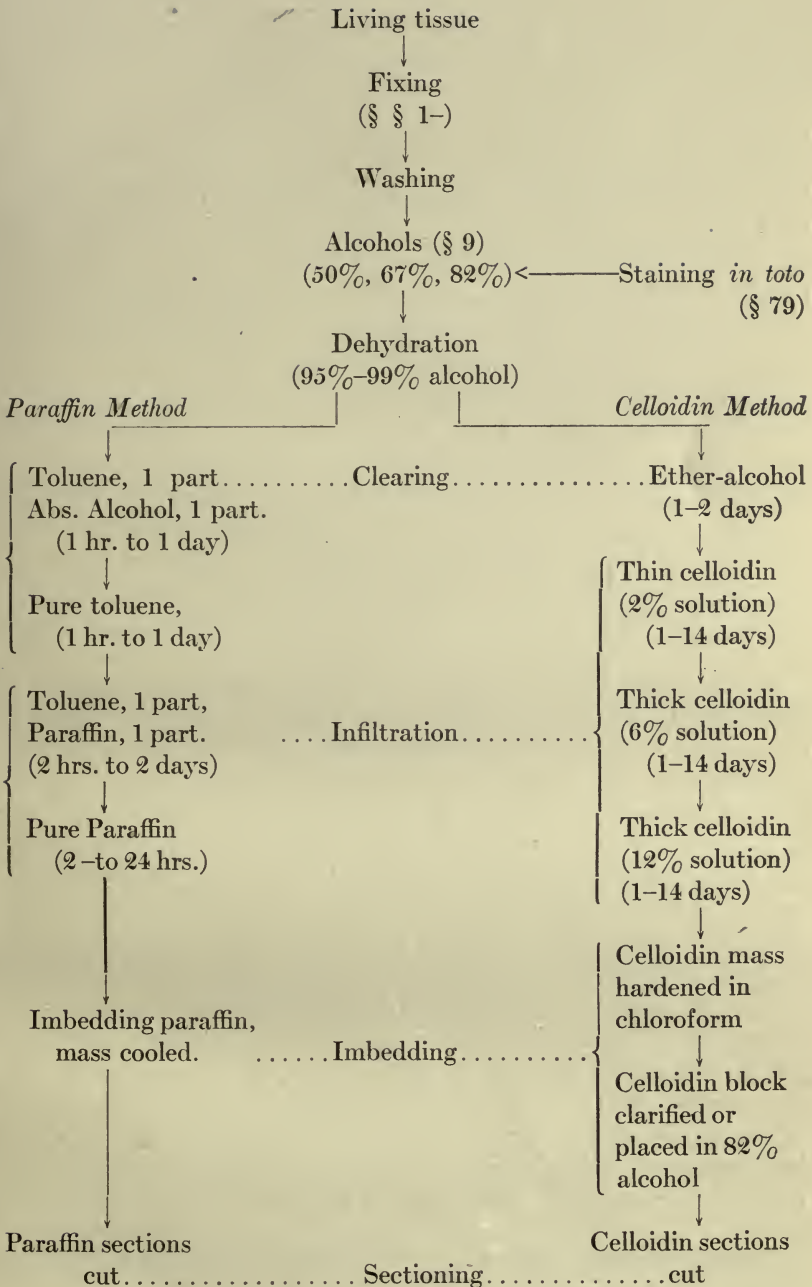 Living tissue
Fixing
(§ § 1–)
Washing
Alcohols (§ 9)
(50%, 67%, 82%)<————Staining in toto
(§ 79)
Dehydration
(95%–99% alcohol)
Paraffin Method Celloidin Method
Toluene, 1 part..........Clearing..............Ether-alcohol
Abs. Alcohol, 1 part. (1–2 days)
(1 hr. to 1 day)
Thin celloidin
Pure toluene, (2% solution)
(1 hr. to 1 day) (1–14 days)
Toluene, 1 part, Thick celloidin
Paraffin, 1 part. ....Infiltration.......... (6% solution)
(2 hrs. to 2 days) (1–14 days)
Pure Paraffin Thick celloidin
(2 –to 24 hrs.) (12% solution)
(1–14 days)
Celloidin mass
hardened in
Imbedding paraffin, chloroform
mass cooled. ......Imbedding..........
Celloidin block
clarified or
placed in 82%
alcohol
Paraffin sections Celloidin sections
cut.................. Sectioning..............cut